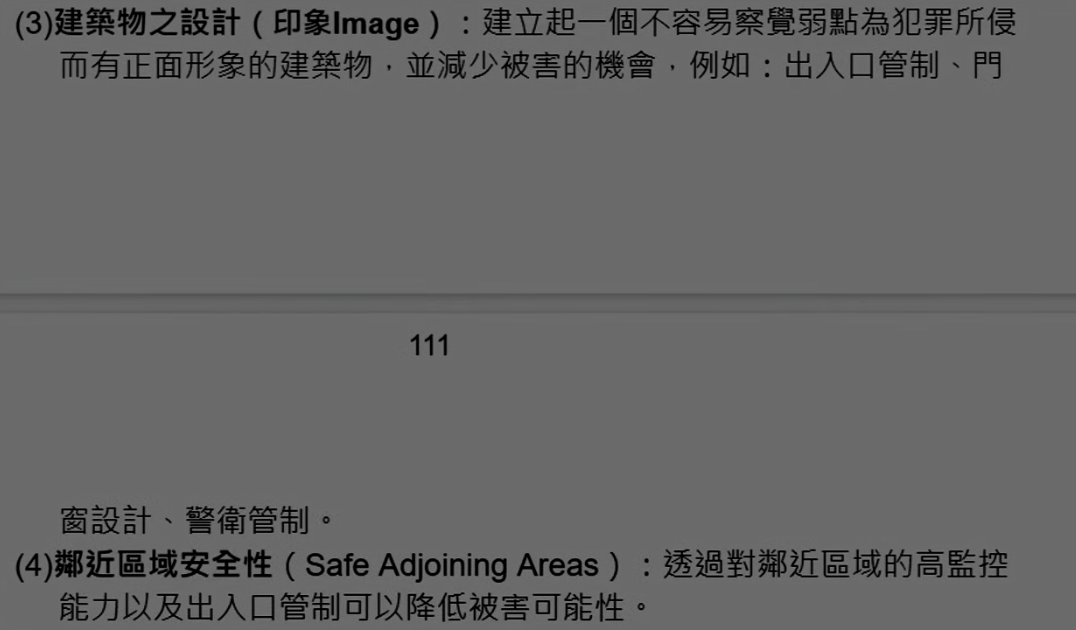 (3)建築物之設計（印象Image）：建立起一個不容易察覺弱點為犯罪所侵
而有正面形象的建築物，並減少被害的機會，例如：出入口管制、門
111
窗設計、警衛管制。
(4)鄰近區域安全性（Safe Adjoining Areas）：透過對鄰近區域的高監控
能力以及出入口管制可以降低被害可能性。